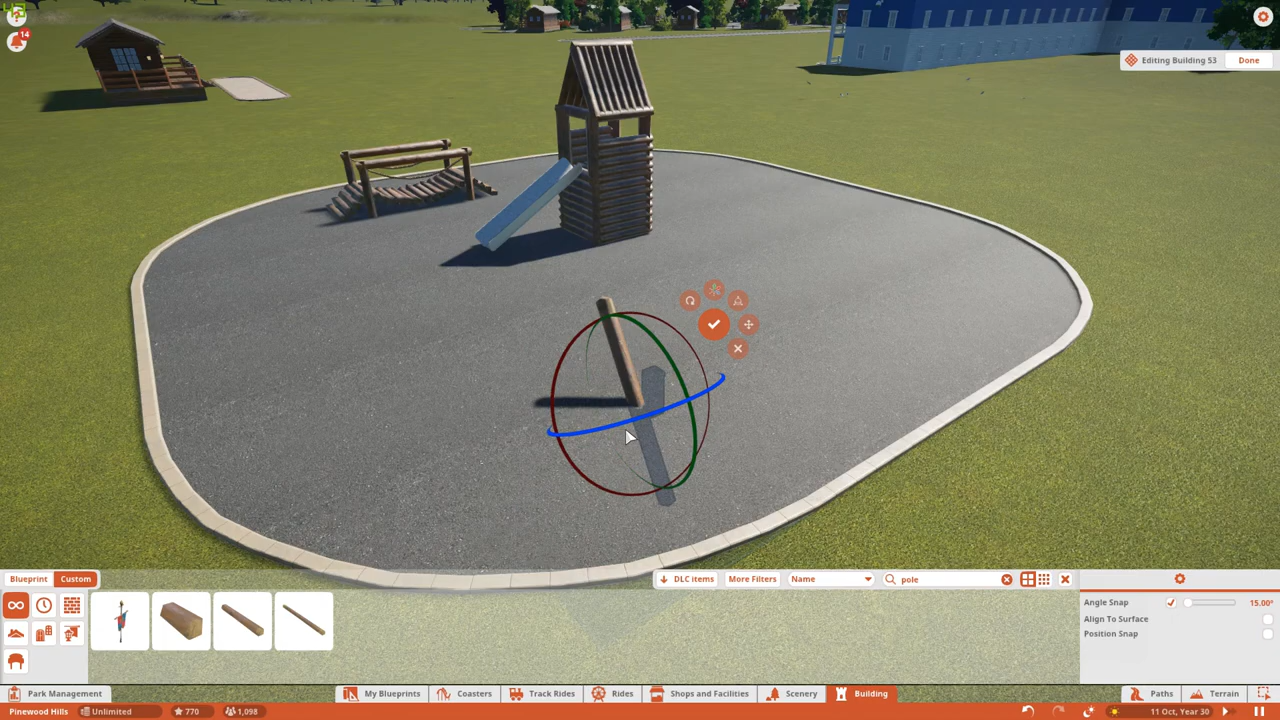 14
Editing Building 53 Done
Blueprint Custom
DLC items More Filters Name pole
Angle Snap 15.00°
Align To Surface
Position Snap
Park Management My Blueprints Coasters Track Rides Rides Shops and Facilities Scenery Building Paths Terrain
Pinewood Hills Unlimited 770 1,098 11 Oct, Year 30